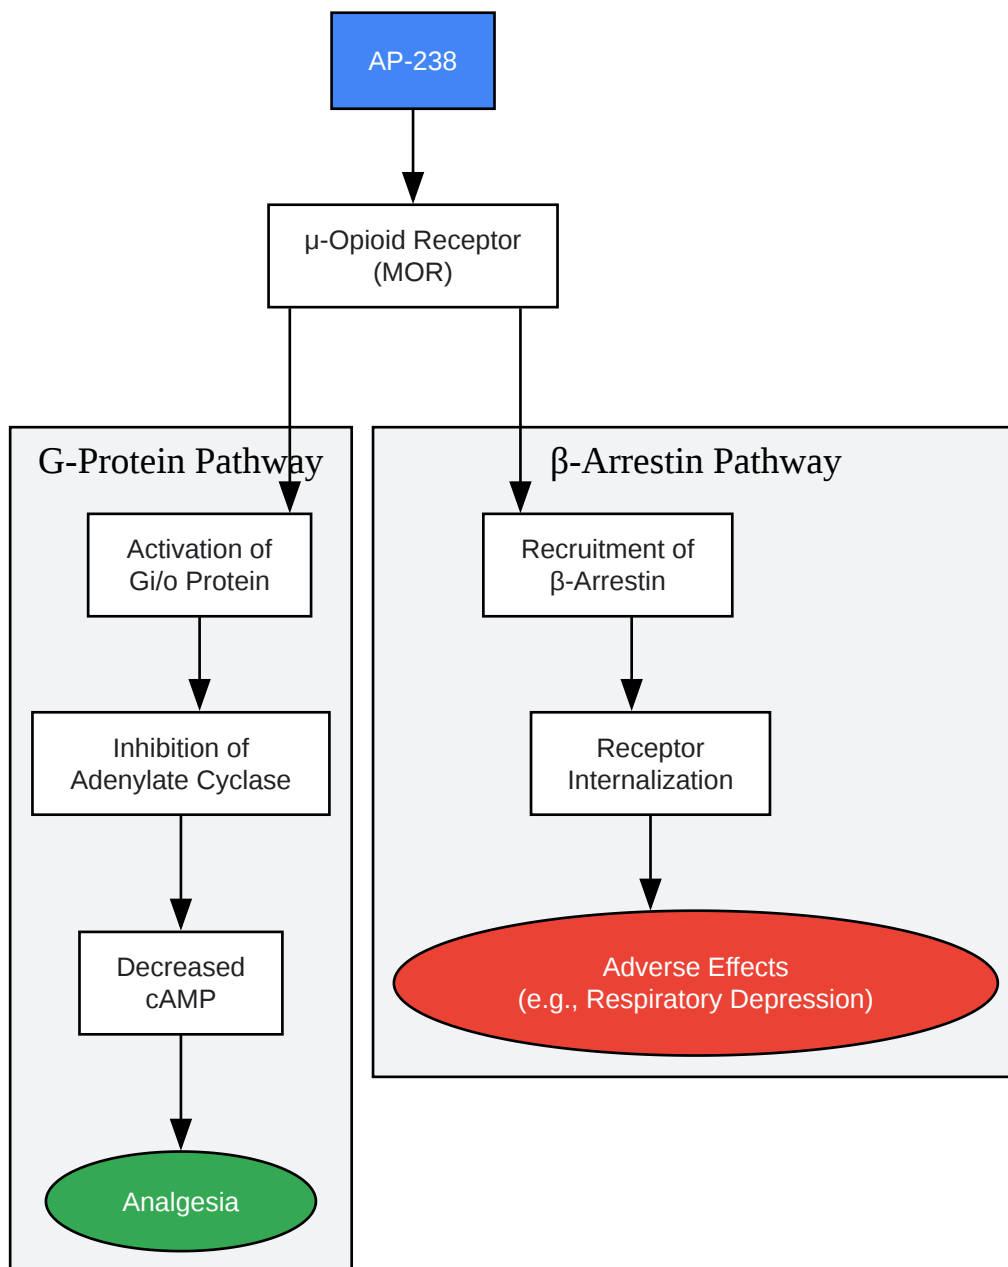 AP-238
μ-Opioid Receptor
(MOR)
G-Protein Pathway
Activation of
Gi/o Protein
Inhibition of
Adenylate Cyclase
Decreased
cAMP
Analgesia
β-Arrestin Pathway
Recruitment of
β-Arrestin
Receptor
Internalization
Adverse Effects
(e.g., Respiratory Depression)